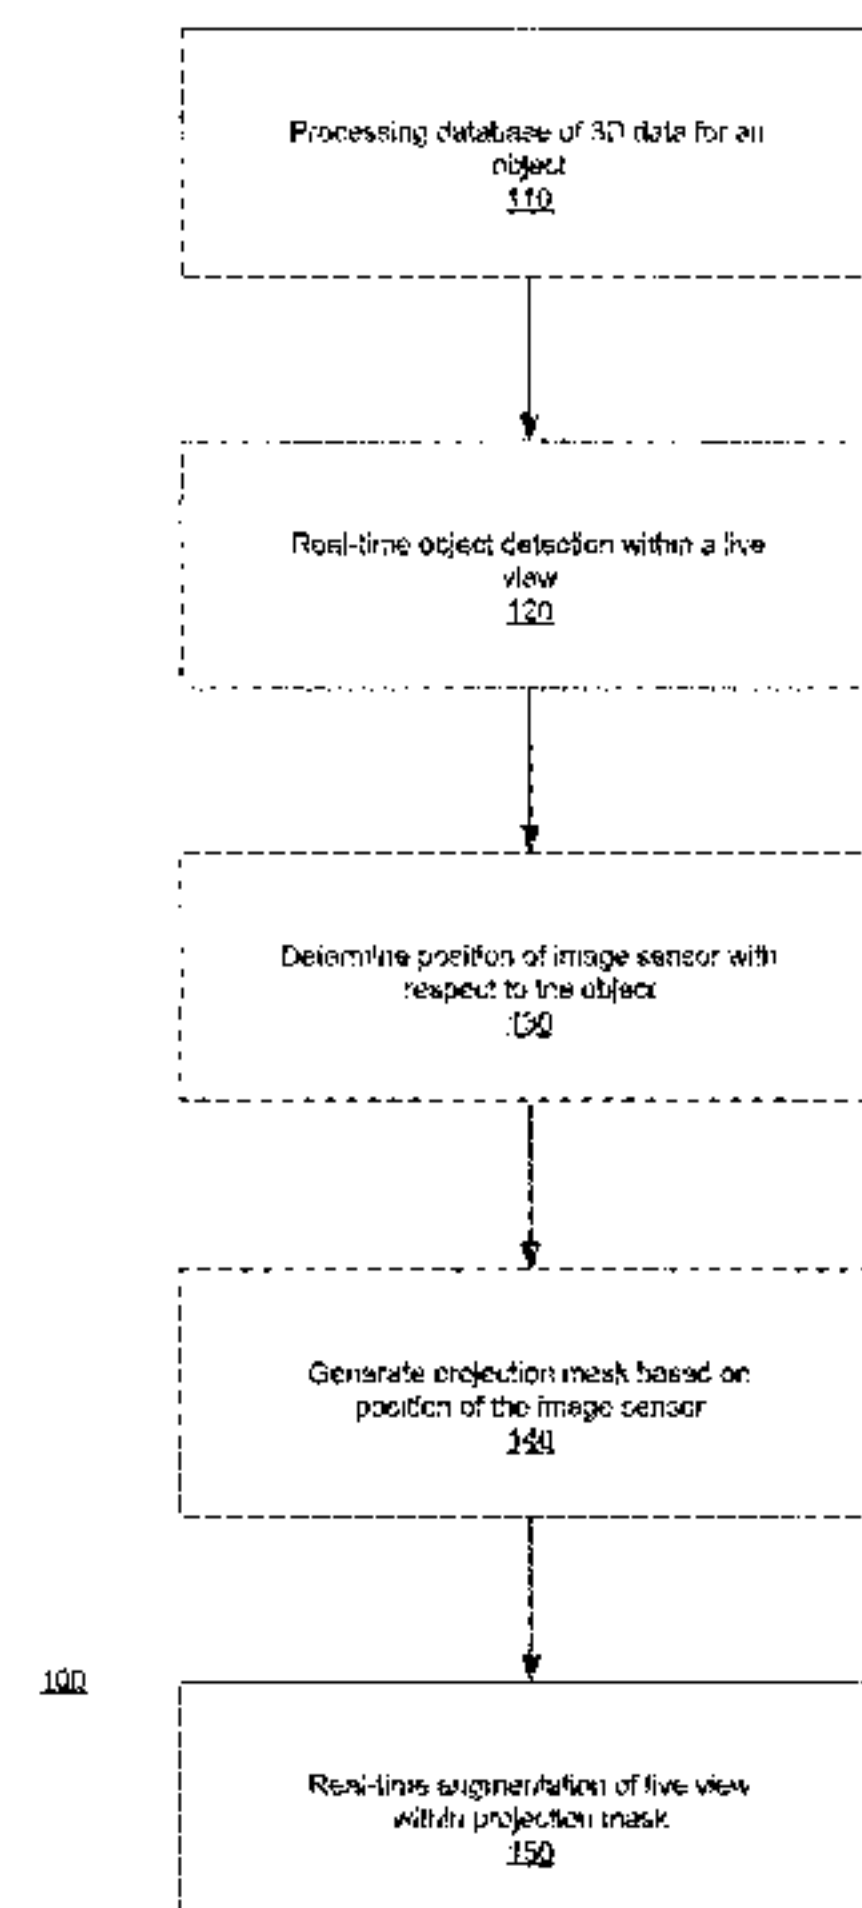 Processing database of 3D data for an
object
110
Real-time object detection within a live
view
120
Determine position of image sensor with
respect to the object
130
Generate projection mask based on
position of the image sensor
140
100
Real-time augmentation of live view
within projection mask
150